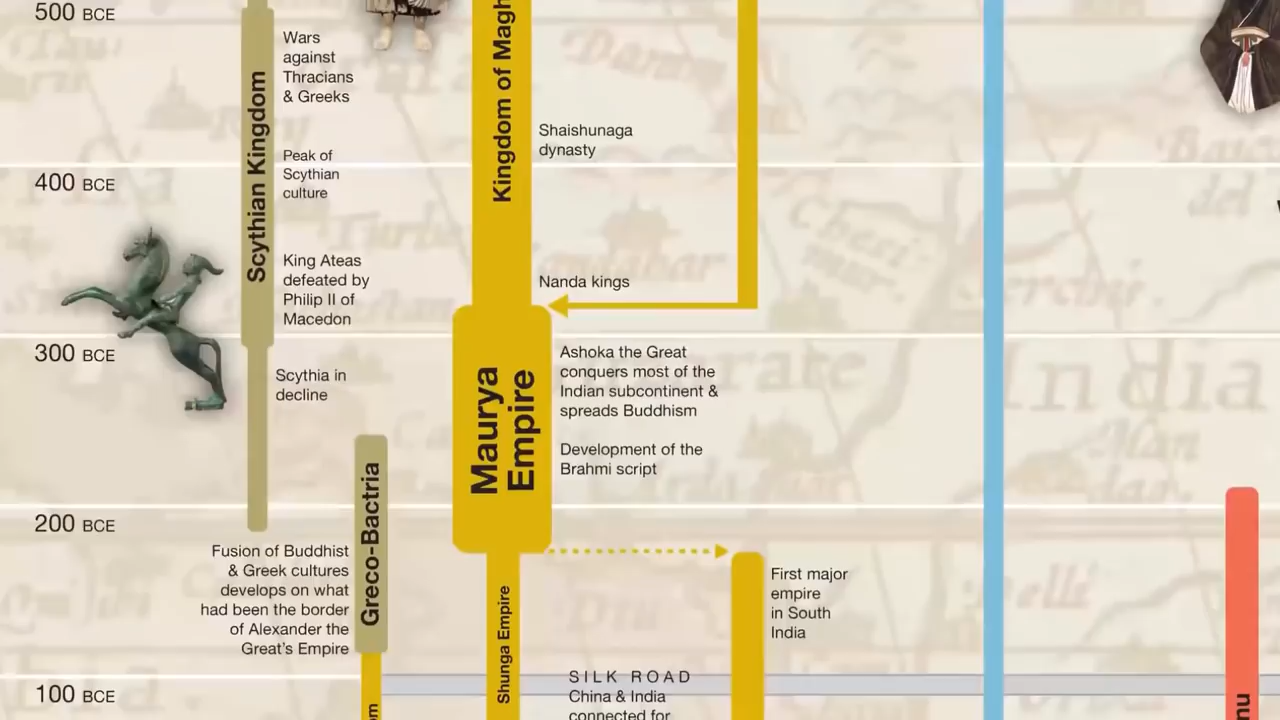 500 BCE
Wars
against
Thracians
& Greeks
Scythian Kingdom
Kingdom of Magh
Shaishunaga
dynasty
Peak of
Scythian
culture
400 BCE
King Ateas
defeated by
Philip II of
Macedon
Nanda kings
300 BCE
Scythia in
decline
Maurya
Empire
Ashoka the Great
conquers most of the
Indian subcontinent &
spreads Buddhism
Development of the
Brahmi script
India
200 BCE
Fusion of Buddhist
& Greek cultures
develops on what
had been the border
of Alexander the
Great's Empire
Greco-Bactria
Shunga Empire
First major
empire
in South
India
SILK ROAD
China & India
connected for
100 BCE
om
nu